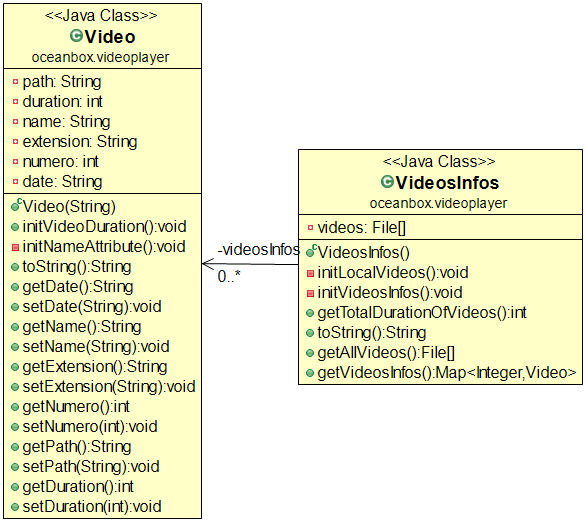 <<Java Class>>
Video
oceanbox.videoplayer
path: String
duration: int
name: String
extension: String
numero: int
date: String
Video(String)
initVideoDuration():void
initNameAttribute():void
toString():String
getDate():String
setDate(String):void
getName():String
setName(String):void
getExtension():String
setExtension(String):void
getNumero():int
setNumero(int):void
getPath():String
setPath(String):void
getDuration():int
setDuration(int):void
-videosInfos
0..*
<<Java Class>>
VideosInfos
oceanbox.videoplayer
videos: File[]
VideosInfos()
initLocalVideos():void
initVideosInfos():void
getTotalDurationOfVideos():int
toString():String
getAllVideos():File[]
getVideosInfos():Map<Integer,Video>